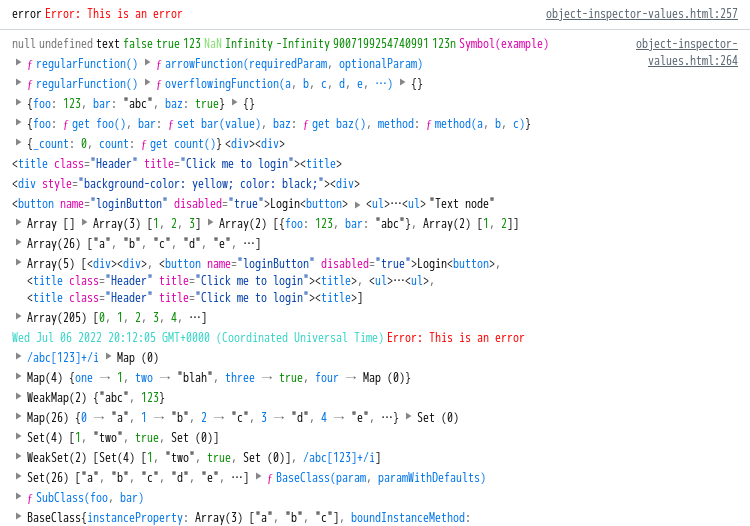 error Error: This is an error object-inspector-values.html:257
null undefined text false true 123 NaN Infinity -Infinity 9007199254740991 123n Symbol(example) object-inspector-
values.html:264
ƒ regularFunction() ƒ arrowFunction(requiredParam, optionalParam)
ƒ regularFunction() ƒ overflowingFunction(a, b, c, d, e, …) {}
{foo: 123, bar: "abc", baz: true} {}
{foo: ƒ get foo(), bar: ƒ set bar(value), baz: ƒ get baz(), method: ƒ method(a, b, c)}
{_count: 0, count: ƒ get count()} <div><div>
<title class="Header" title="Click me to login"><title>
<div style="background-color: yellow; color: black;"><div>
<button name="loginButton" disabled="true">Login<button> <ul>…<ul> "Text node"
Array [] Array(3) [1, 2, 3] Array(2) [{foo: 123, bar: "abc"}, Array(2) [1, 2]]
Array(26) ["a", "b", "c", "d", "e", …]
Array(5) [<div><div>, <button name="loginButton" disabled="true">Login<button>,
<title class="Header" title="Click me to login"><title>, <ul>…<ul>,
<title class="Header" title="Click me to login"><title>]
Array(205) [0, 1, 2, 3, 4, …]
Wed Jul 06 2022 20:12:05 GMT+0000 (Coordinated Universal Time) Error: This is an error
/abc[123]+/i Map (0)
Map(4) {one → 1, two → "blah", three → true, four → Map (0)}
WeakMap(2) {"abc", 123}
Map(26) {0 → "a", 1 → "b", 2 → "c", 3 → "d", 4 → "e", …} Set (0)
Set(4) [1, "two", true, Set (0)]
WeakSet(2) [Set(4) [1, "two", true, Set (0)], /abc[123]+/i]
Set(26) ["a", "b", "c", "d", "e", …] ƒ BaseClass(param, paramWithDefaults)
ƒ SubClass(foo, bar)
BaseClass{instanceProperty: Array(3) ["a", "b", "c"], boundInstanceMethod: